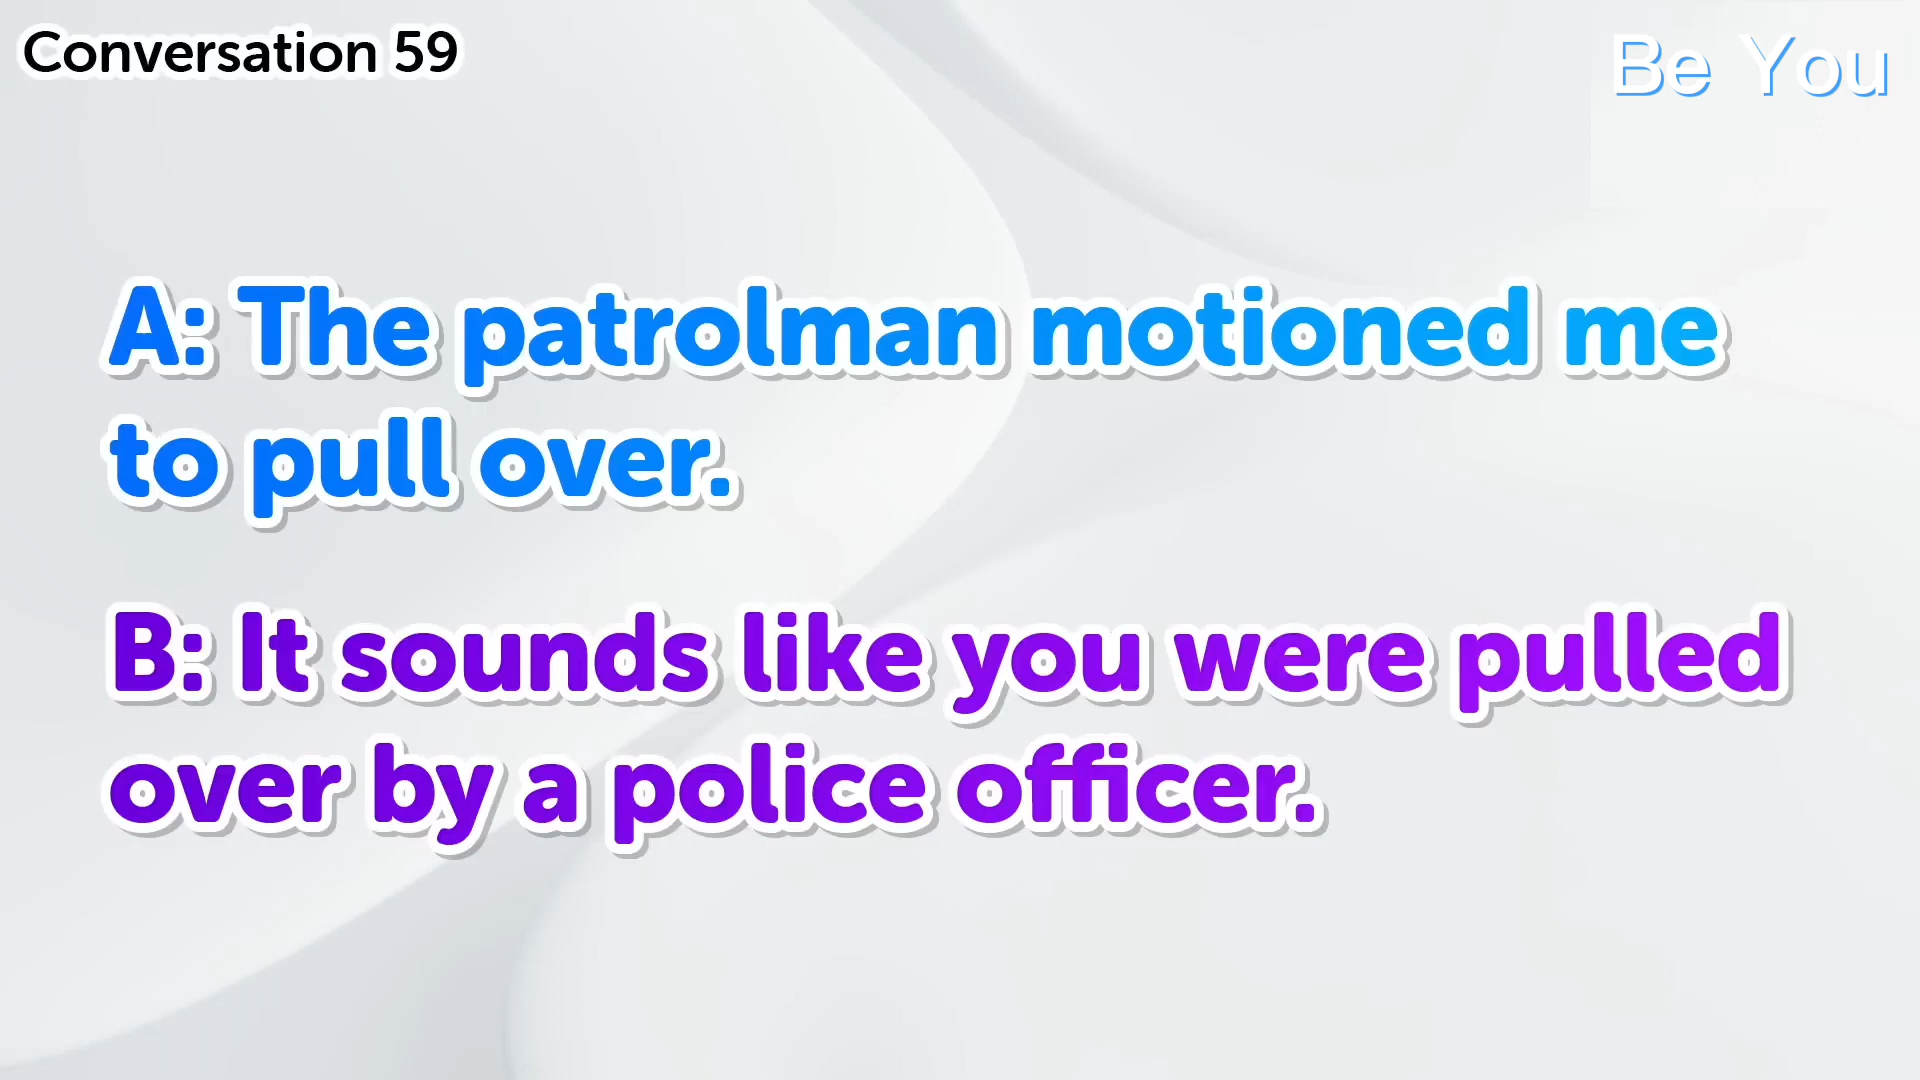 Conversation 59
Be You
A: The patrolman motioned me
to pull over.
B: It sounds like you were pulled
over by a police officer.